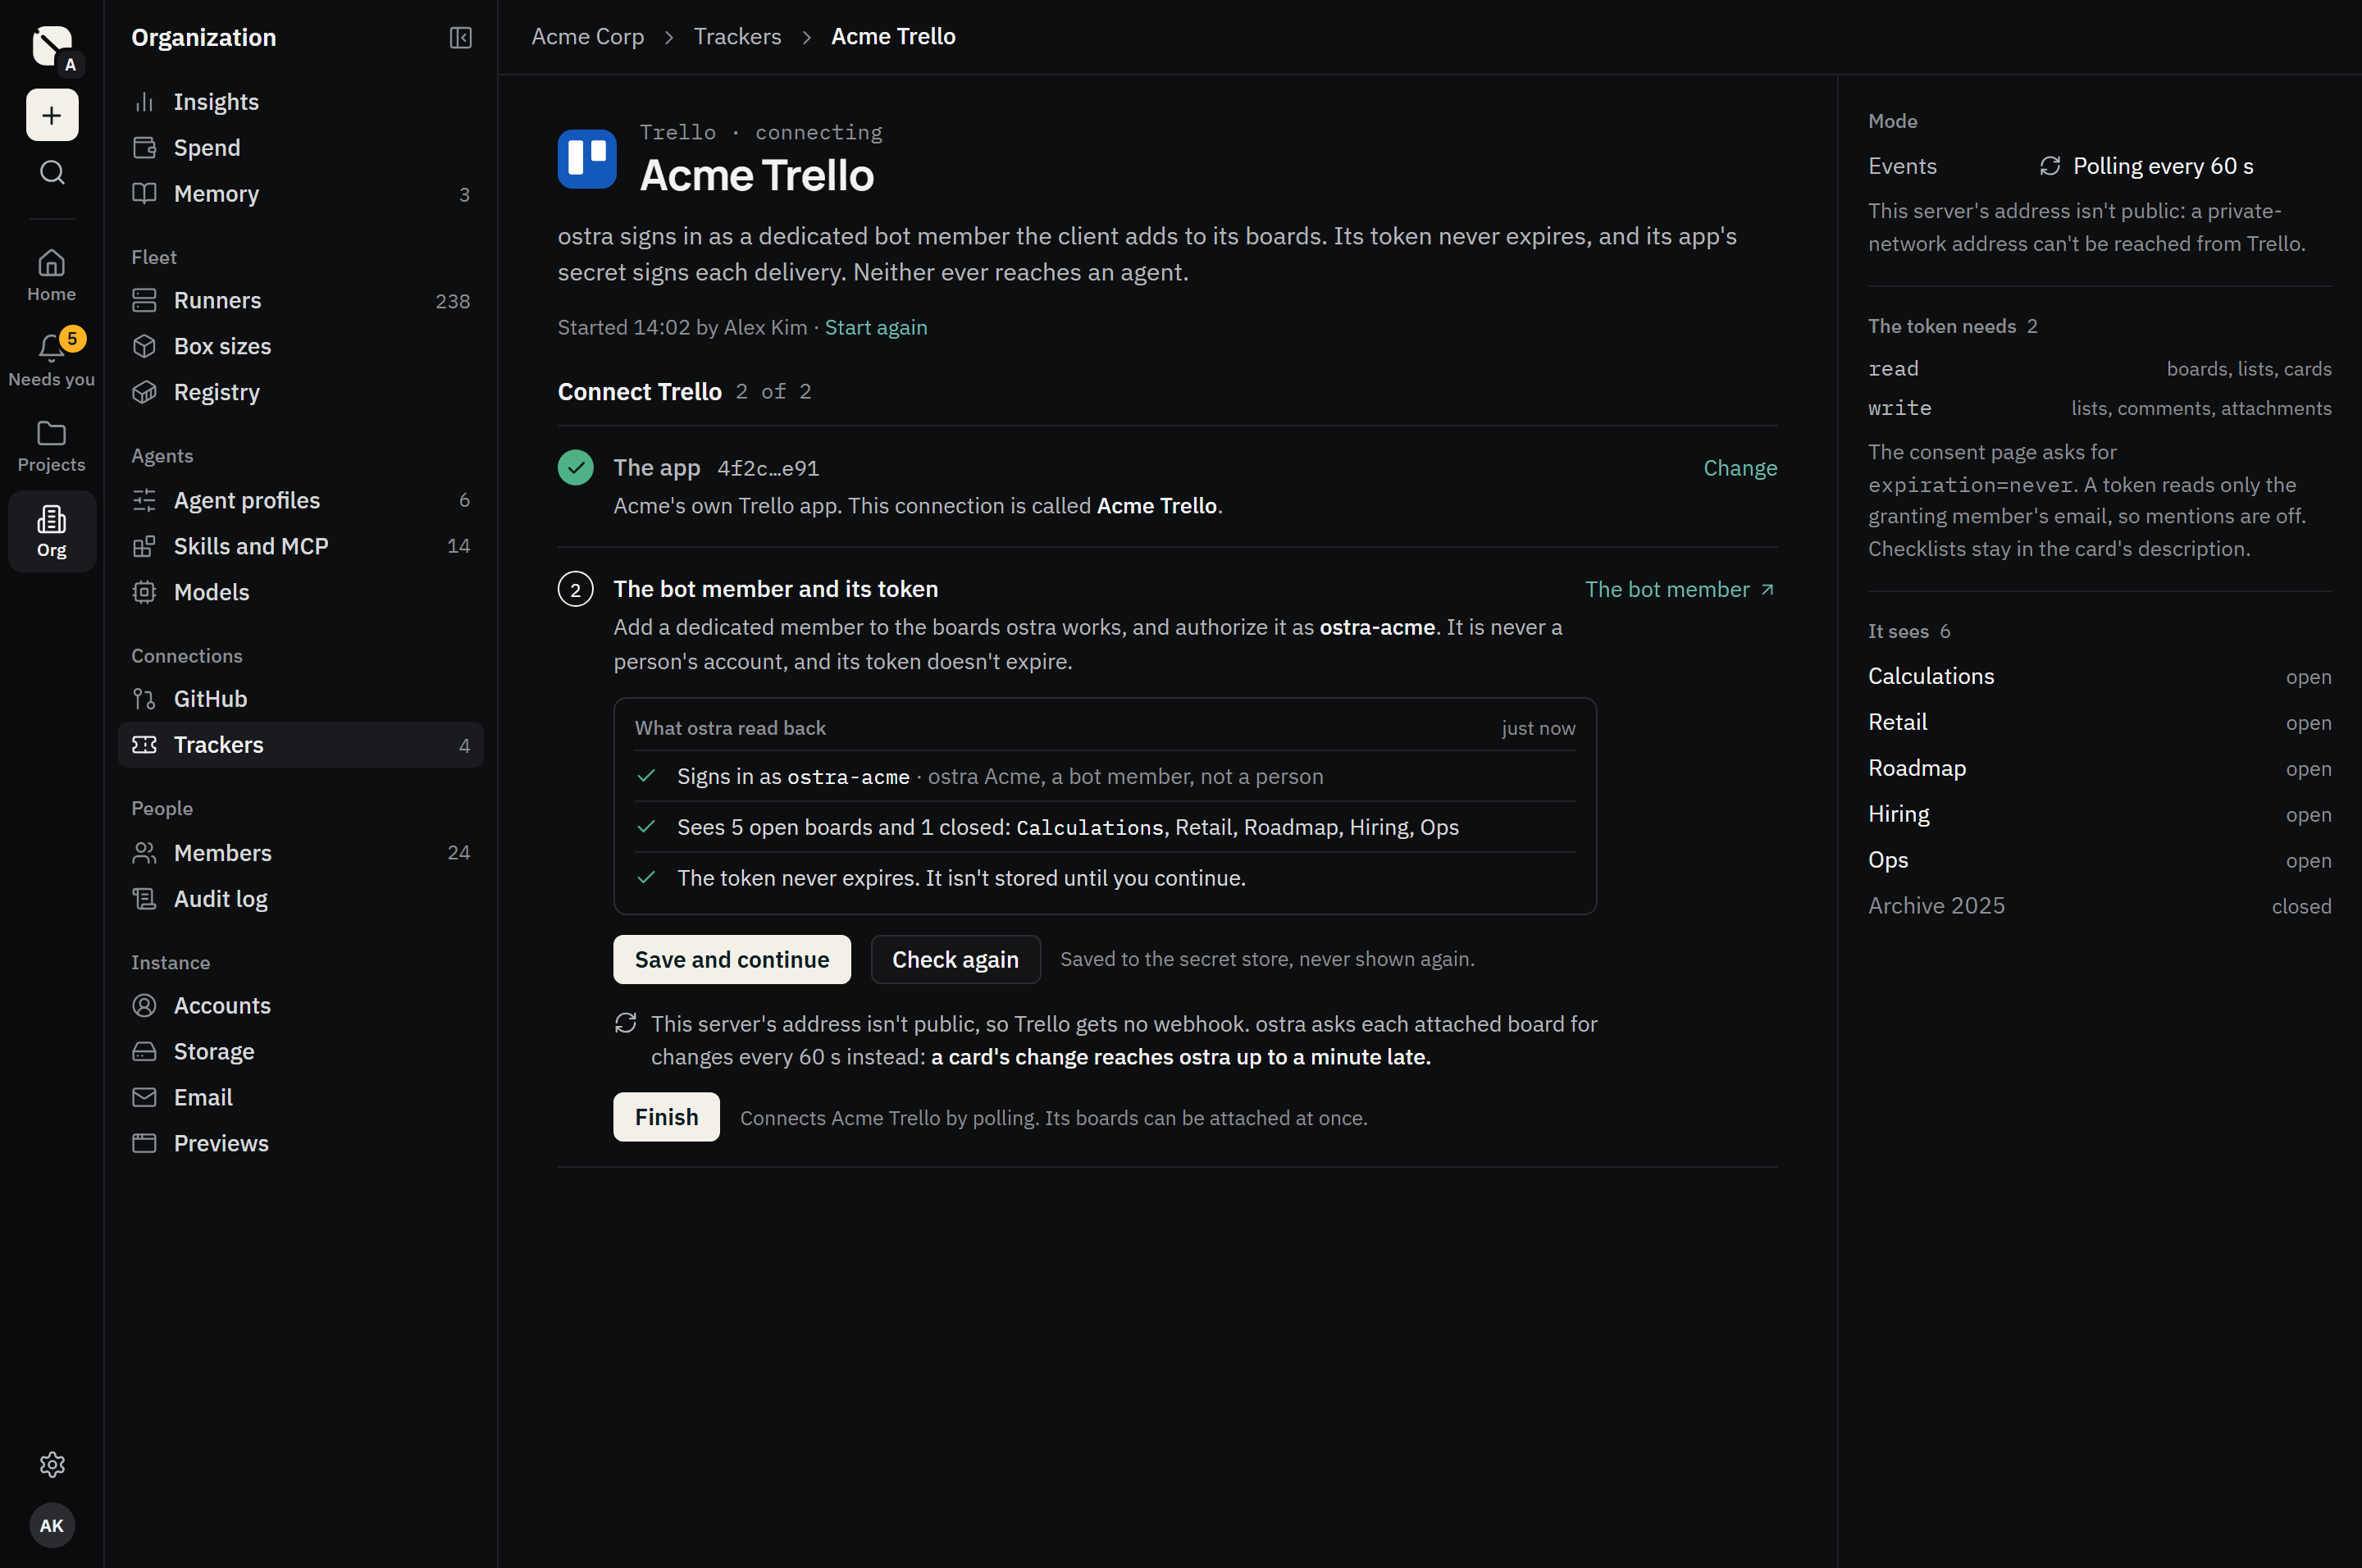 A
Home
5
Needs you
Projects
Org
AK
Organization
Insights
Spend
Memory 3
Fleet
Runners 238
Box sizes
Registry
Agents
Agent profiles 6
Skills and MCP 14
Models
Connections
GitHub
Trackers 4
People
Members 24
Audit log
Instance
Accounts
Storage
Email
Previews
Acme Corp > Trackers > Acme Trello
Trello · connecting
Acme Trello
ostra signs in as a dedicated bot member the client adds to its boards. Its token never expires, and its app's
secret signs each delivery. Neither ever reaches an agent.
Started 14:02 by Alex Kim · Start again
Connect Trello 2 of 2
The app 4f2c…e91 Change
Acme's own Trello app. This connection is called Acme Trello.
2 The bot member and its token The bot member ↗
Add a dedicated member to the boards ostra works, and authorize it as ostra-acme. It is never a
person's account, and its token doesn't expire.
What ostra read back just now
Signs in as ostra-acme · ostra Acme, a bot member, not a person
Sees 5 open boards and 1 closed: Calculations, Retail, Roadmap, Hiring, Ops
The token never expires. It isn't stored until you continue.
Save and continue Check again Saved to the secret store, never shown again.
This server's address isn't public, so Trello gets no webhook. ostra asks each attached board for
changes every 60 s instead: a card's change reaches ostra up to a minute late.
Finish Connects Acme Trello by polling. Its boards can be attached at once.
Mode
Events Polling every 60 s
This server's address isn't public: a private-
network address can't be reached from Trello.
The token needs 2
read boards, lists, cards
write lists, comments, attachments
The consent page asks for
expiration=never. A token reads only the
granting member's email, so mentions are off.
Checklists stay in the card's description.
It sees 6
Calculations open
Retail open
Roadmap open
Hiring open
Ops open
Archive 2025 closed